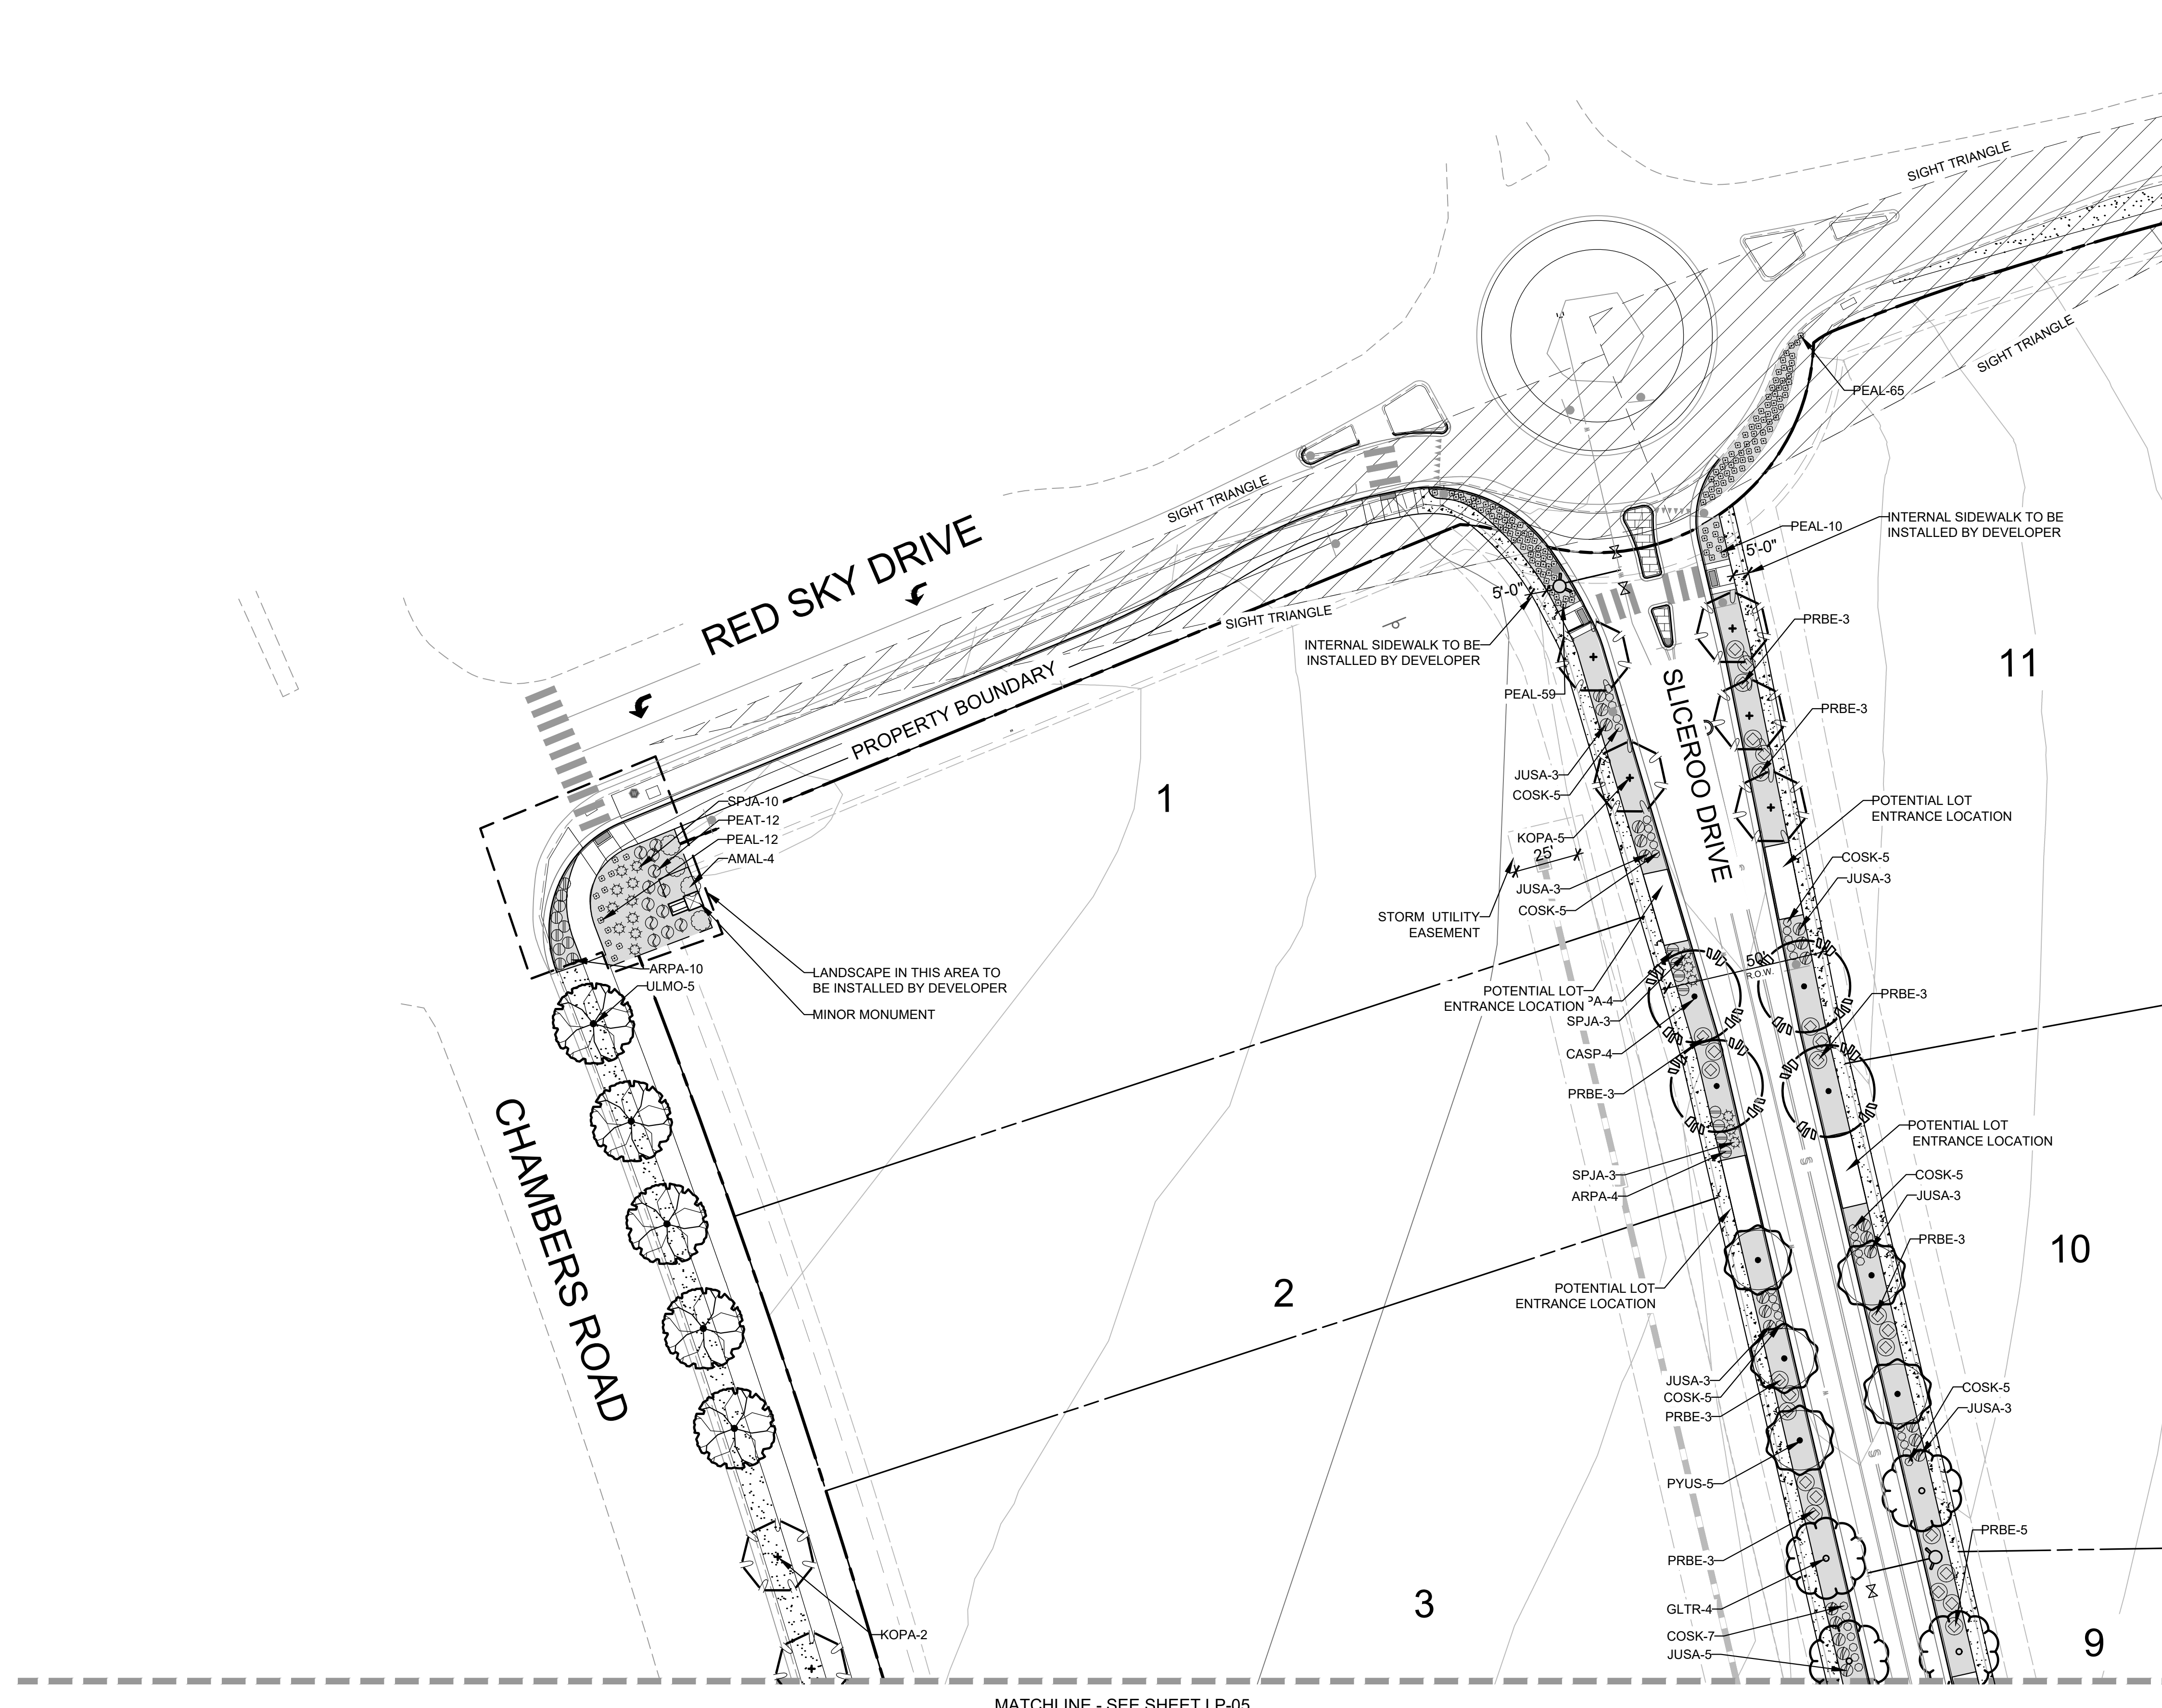 SIGHT TRIANGLE
SIGHT TRIANGLE
PEAL-65
SIGHT TRIANGLE
RED SKY DRIVE
PEAL-10
INTERNAL SIDEWALK TO BE
INSTALLED BY DEVELOPER
5'-0"
5'-0"
SIGHT TRIANGLE
PRBE-3
INTERNAL SIDEWALK TO BE
INSTALLED BY DEVELOPER
11
PROPERTY BOUNDARY
PEAL-59
SLICEROO DRIVE
PRBE-3
JUSA-3
COSK-5
1
SPJA-10
PEAT-12
PEAL-12
AMAL-4
POTENTIAL LOT
ENTRANCE LOCATION
KOPA-5
25'
COSK-5
JUSA-3
JUSA-3
COSK-5
STORM UTILITY
EASEMENT
50'
R.O.W.
ARPA-10
ULMO-5
LANDSCAPE IN THIS AREA TO
BE INSTALLED BY DEVELOPER
MINOR MONUMENT
POTENTIAL LOT
ENTRANCE LOCATION
PA-4
SPJA-3
PRBE-3
CASP-4
PRBE-3
CHAMBERS ROAD
POTENTIAL LOT
ENTRANCE LOCATION
S
SPJA-3
ARPA-4
COSK-5
JUSA-3
PRBE-3
10
2
POTENTIAL LOT
ENTRANCE LOCATION
JUSA-3
COSK-5
PRBE-3
COSK-5
JUSA-3
S
PYUS-5
PRBE-5
PRBE-3
3
GLTR-4
KOPA-2
COSK-7
JUSA-5
9
MATCHLINE - SEE SHEET LP-05